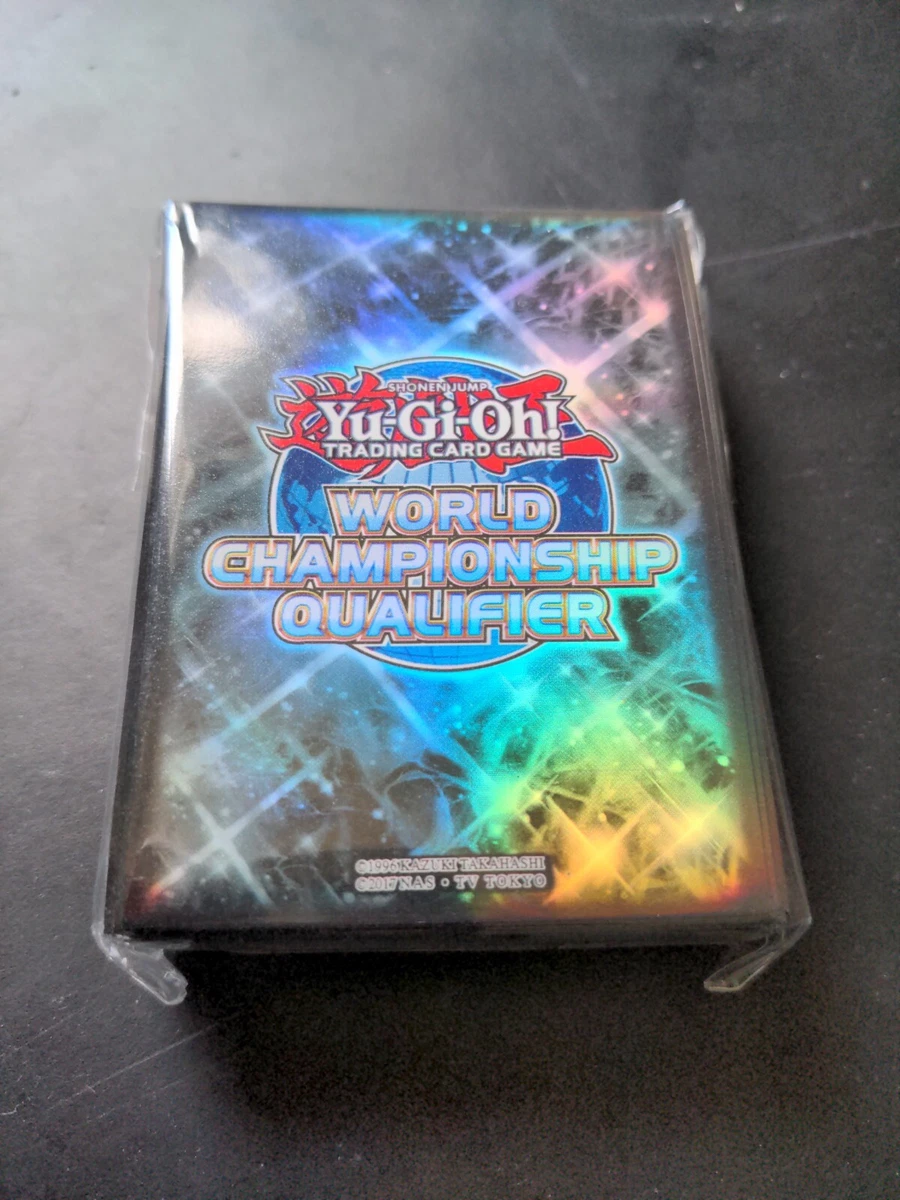 SHONEN JUMP
Yu-Gi-Oh!
TRADING CARD GAME
WORLD
CHAMPIONSHIP
QUALIFIER
©1996 KAZUKI TAKAHASHI
©2017 NAS • TV TOKYO